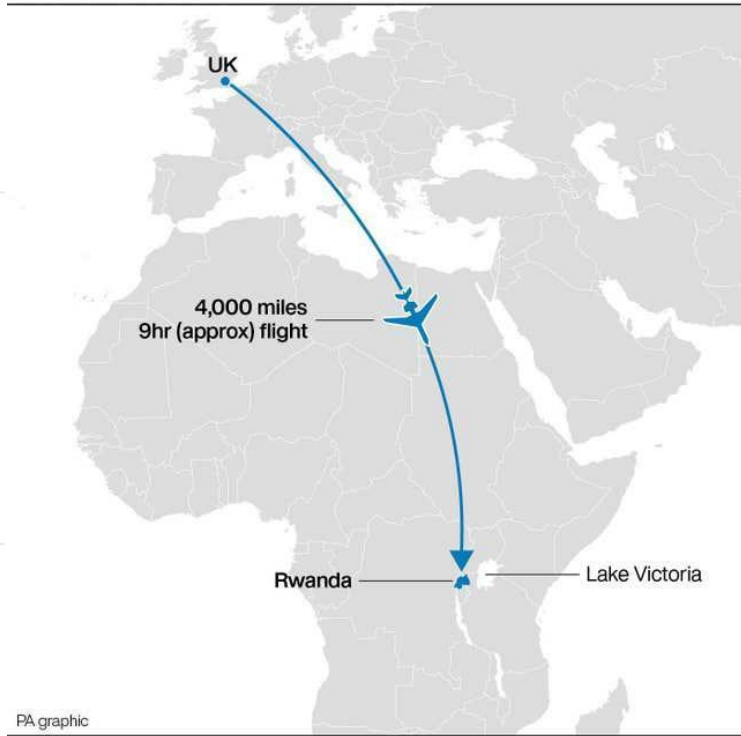 UK
4,000 miles
9hr (approx) flight
Rwanda
Lake Victoria
PA graphic